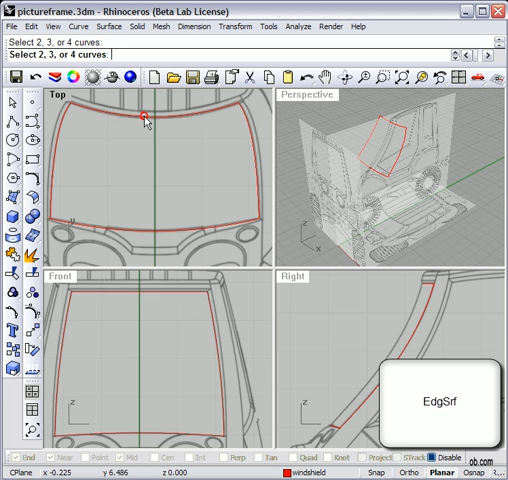 pictureframe.3dm - Rhinoceros (Beta Lab License)
File Edit View Curve Surface Solid Mesh Dimension Transform Tools Analyze Render Help
Select 2, 3, or 4 curves:
Select 2, 3, or 4 curves:
Top
Perspective
y
z
x
Front
Right
z
z
EdgSrf
End Near Point Mid Cen Int Perp Tan Quad Knot Project STrack Disable
ob.com
CPlane x -0.225 y 6.486 z 0.000 windshield Snap Ortho Planar Osnap R...